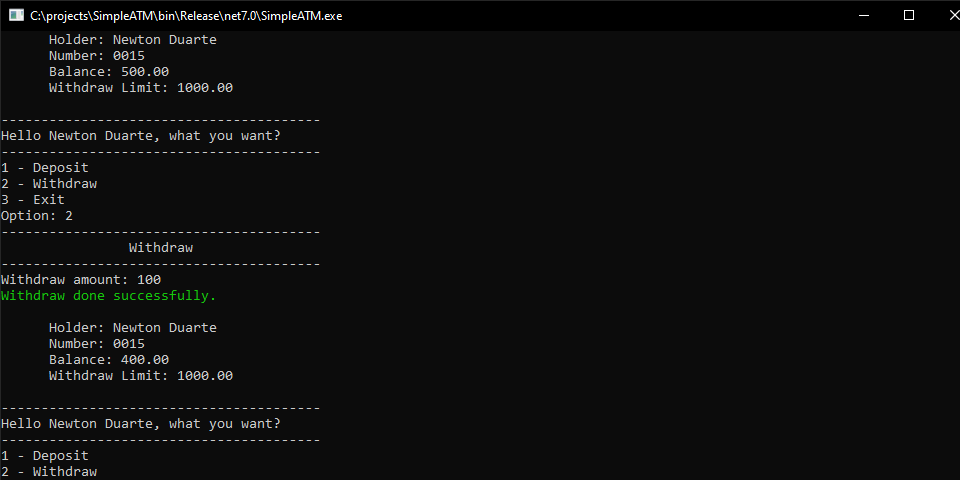 C:\projects\SimpleATM\bin\Release\net7.0\SimpleATM.exe
Holder: Newton Duarte
Number: 0015
Balance: 500.00
Withdraw Limit: 1000.00
----------------------------------------
Hello Newton Duarte, what you want?
----------------------------------------
1 - Deposit
2 - Withdraw
3 - Exit
Option: 2
----------------------------------------
Withdraw
----------------------------------------
Withdraw amount: 100
Withdraw done successfully.
Holder: Newton Duarte
Number: 0015
Balance: 400.00
Withdraw Limit: 1000.00
----------------------------------------
Hello Newton Duarte, what you want?
----------------------------------------
1 - Deposit
2 - Withdraw